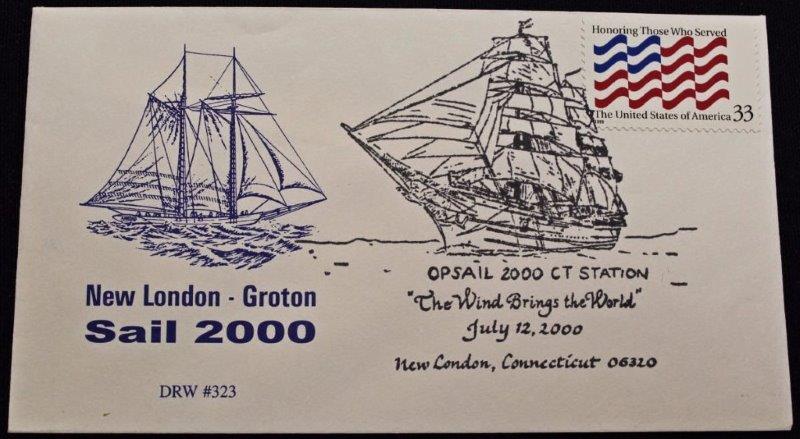 New London - Groton
Sail 2000
DRW #323
Honoring Those Who Served
The United States of America 33
OPSAIL 2000 CT STATION
"The Wind Brings the World"
July 12, 2000
New London, Connecticut 06320